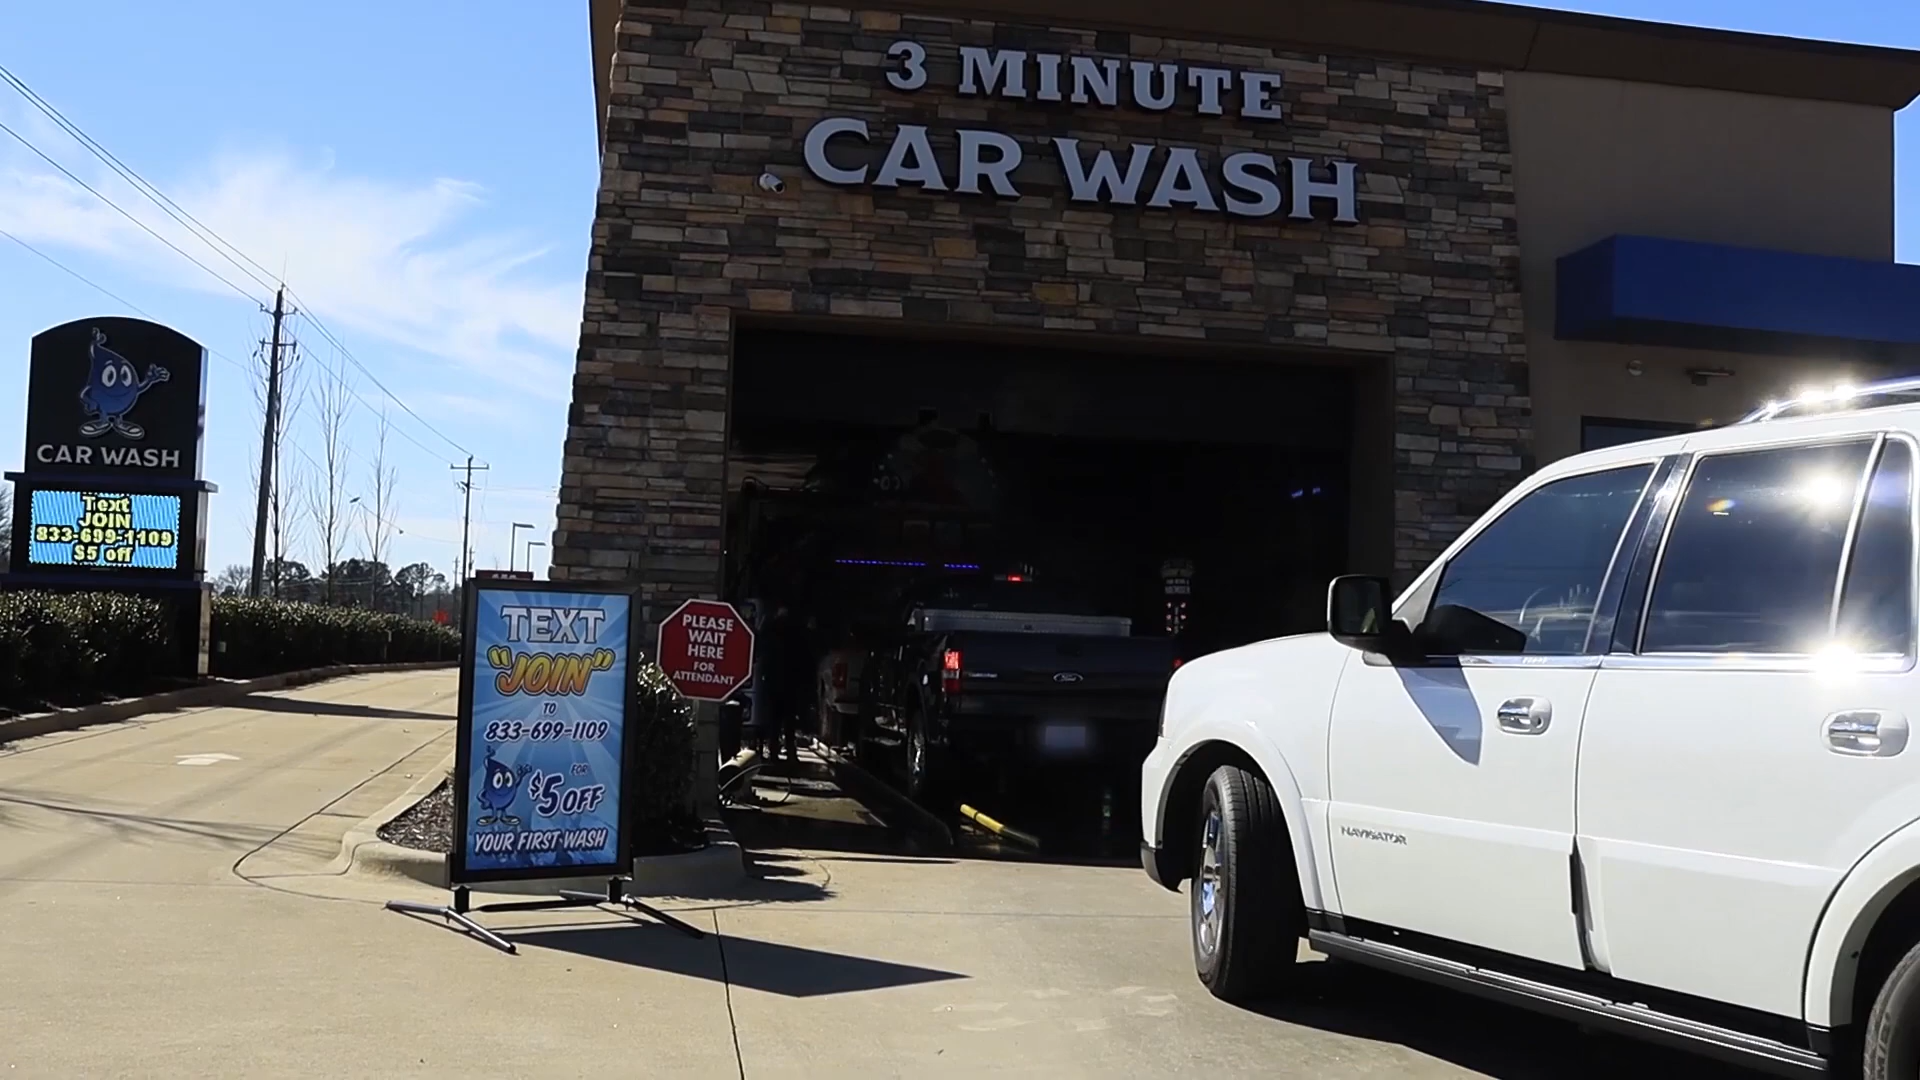 3 MINUTE
CAR WASH
CAR WASH
Text
JOIN
833-699-1109
$5 off
TEXT
"JOIN"
TO
833-699-1109
FOR
$5 OFF
YOUR FIRST WASH
PLEASE
WAIT
HERE
FOR
ATTENDANT
Ford
NAVIGATOR